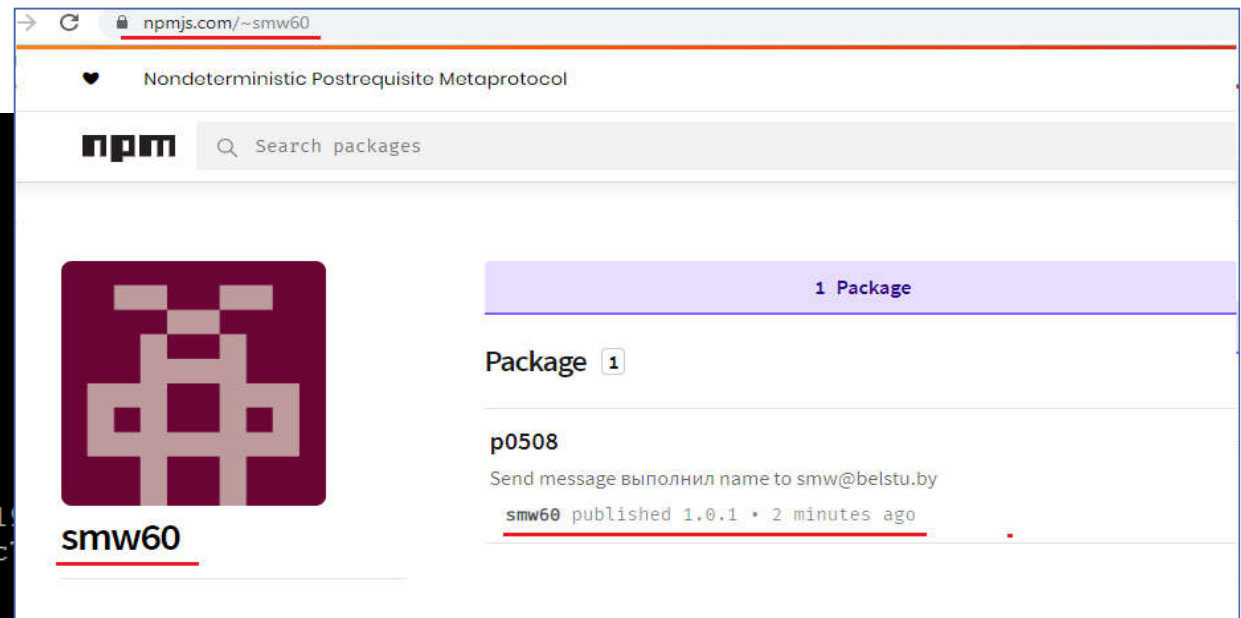 npmjs.com/~smw60
Nondeterministic Postrequisite Metaprotocol
npm
Search packages
1 Package
Package 1
p0508
Send message выполнил name to smw@belstu.by
smw60 published 1.0.1 • 2 minutes ago
smw60